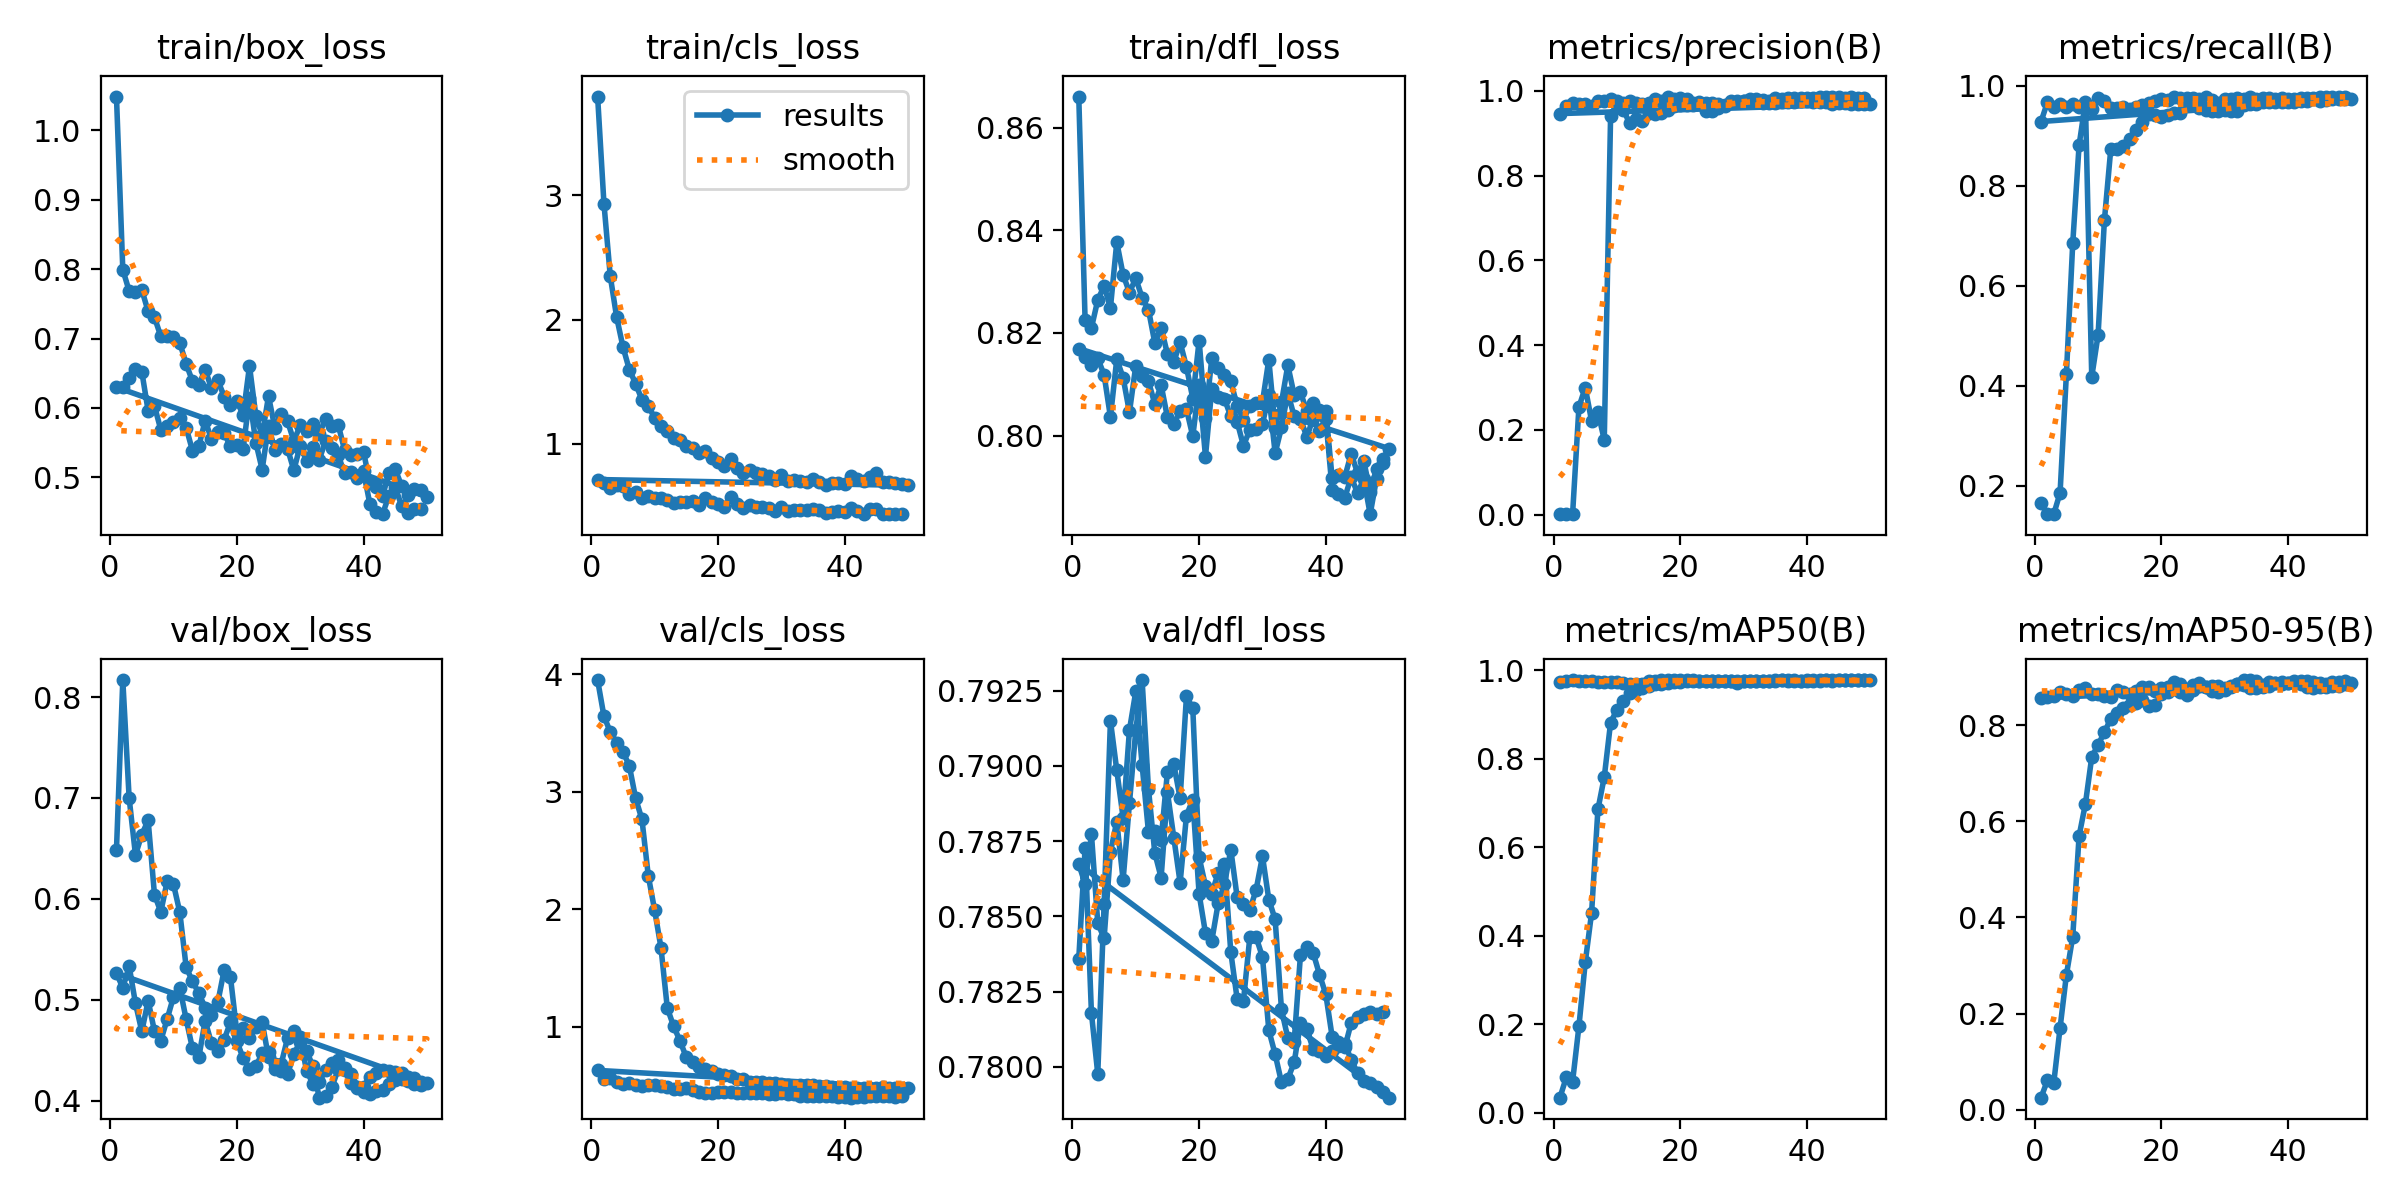 train/box_loss
train/cls_loss
train/dfl_loss
metrics/precision(B)
metrics/recall(B)
results
smooth
1.0
0.9
0.8
0.7
0.6
0.5
0 20 40
3
2
1
0 20 40
0.86
0.84
0.82
0.80
0 20 40
1.0
0.8
0.6
0.4
0.2
0.0
0 20 40
1.0
0.8
0.6
0.4
0.2
0 20 40
val/box_loss
val/cls_loss
val/dfl_loss
metrics/mAP50(B)
metrics/mAP50-95(B)
0.8
0.7
0.6
0.5
0.4
0 20 40
4
3
2
1
0 20 40
0.7925
0.7900
0.7875
0.7850
0.7825
0.7800
0 20 40
1.0
0.8
0.6
0.4
0.2
0.0
0 20 40
0.8
0.6
0.4
0.2
0.0
0 20 40